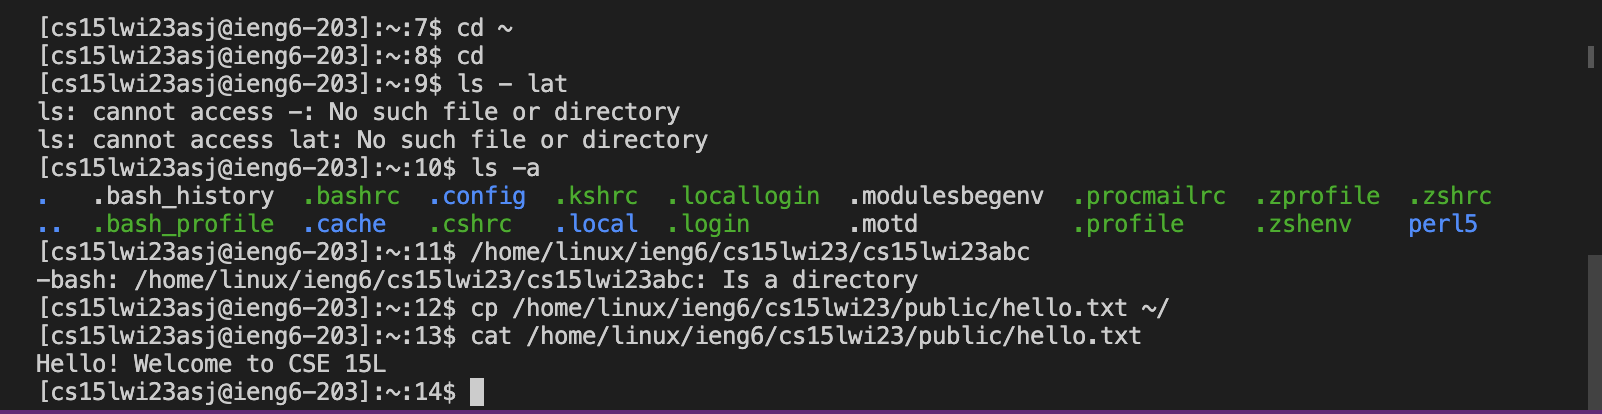 [cs15lwi23asj@ieng6-203]:~:7$ cd ~
[cs15lwi23asj@ieng6-203]:~:8$ cd
[cs15lwi23asj@ieng6-203]:~:9$ ls - lat
ls: cannot access -: No such file or directory
ls: cannot access lat: No such file or directory
[cs15lwi23asj@ieng6-203]:~:10$ ls -a
.   .bash_history  .bashrc  .config  .kshrc  .locallogin  .modulesbegenv  .procmailrc  .zprofile  .zshrc
..  .bash_profile  .cache   .cshrc   .local  .login       .motd           .profile     .zshenv    perl5
[cs15lwi23asj@ieng6-203]:~:11$ /home/linux/ieng6/cs15lwi23/cs15lwi23abc
-bash: /home/linux/ieng6/cs15lwi23/cs15lwi23abc: Is a directory
[cs15lwi23asj@ieng6-203]:~:12$ cp /home/linux/ieng6/cs15lwi23/public/hello.txt ~/
[cs15lwi23asj@ieng6-203]:~:13$ cat /home/linux/ieng6/cs15lwi23/public/hello.txt
Hello! Welcome to CSE 15L
[cs15lwi23asj@ieng6-203]:~:14$